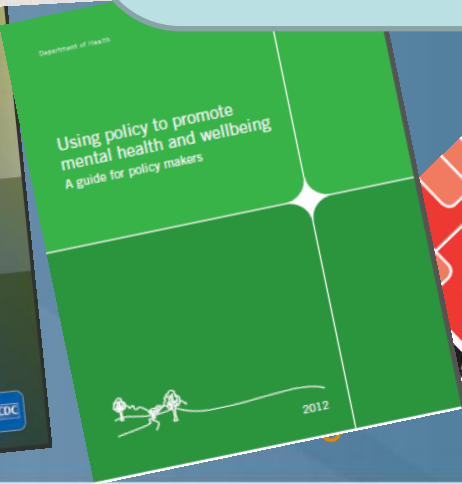 Department of Health
Using policy to promote
mental health and wellbeing
A guide for policy makers
2012
CDC